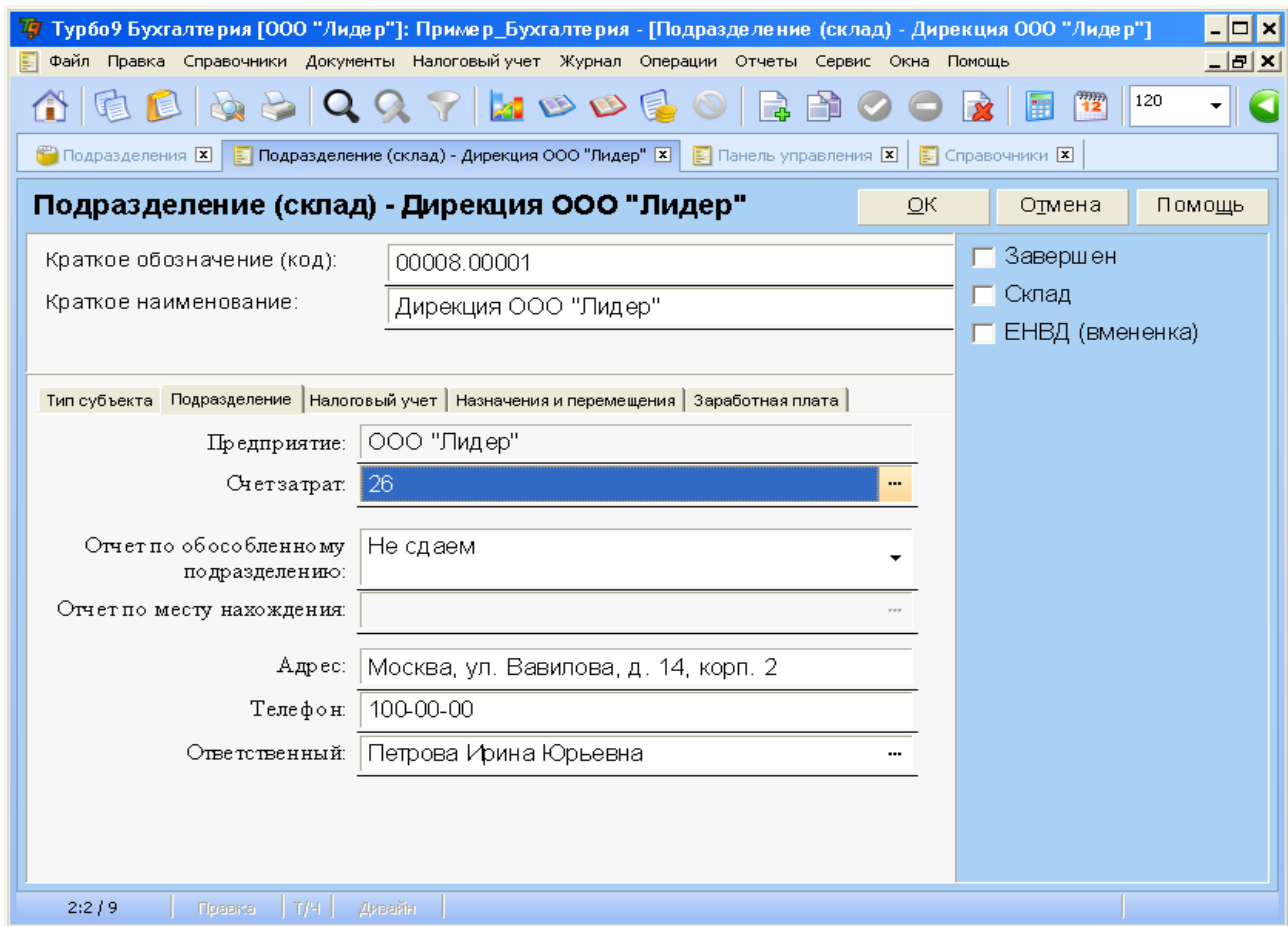 Турбо9 Бухгалтерия [ООО "Лидер"]: Пример_Бухгалтерия - [Подразделение (склад) - Дирекция ООО "Лидер"]
Файл Правка Справочники Документы Налоговый учет Журнал Операции Отчеты Сервис Окна Помощь
12 120
Подразделения Подразделение (склад) - Дирекция ООО "Лидер" Панель управления Справочники
Подразделение (склад) - Дирекция ООО "Лидер" ОК Отмена Помощь
Краткое обозначение (код): 00008.00001
Краткое наименование: Дирекция ООО "Лидер"
Завершен
Склад
ЕНВД (вмененка)
Тип субъекта Подразделение Налоговый учет Назначения и перемещения Заработная плата
Предприятие: ООО "Лидер"
Счет затрат: 26 ...
Отчет по обособленному Не сдаем
подразделению:
Отчет по месту нахождения: ...
Адрес: Москва, ул. Вавилова, д. 14, корп. 2
Телефон: 100-00-00
Ответственный: Петрова Ирина Юрьевна ...
2:2 / 9 Правка Т/Ч Дизайн